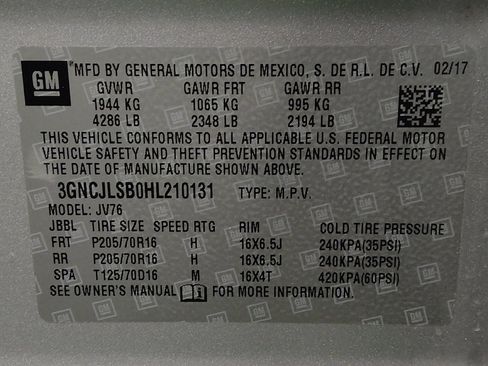 GM
*MFD BY GENERAL MOTORS DE MEXICO, S. DE R.L. DE C.V. 02/17
GVWR GAWR FRT GAWR RR
1944 KG 1065 KG 995 KG
4286 LB 2348 LB 2194 LB
THIS VEHICLE CONFORMS TO ALL APPLICABLE U.S. FEDERAL MOTOR
VEHICLE SAFETY AND THEFT PREVENTION STANDARDS IN EFFECT ON
THE DATE OF MANUFACTURE SHOWN ABOVE.
3GNCJLSB0HL210131 TYPE: M.P.V.
MODEL: JV76
JBBL TIRE SIZE SPEED RTG RIM COLD TIRE PRESSURE
FRT P205/70R16 H 16X6.5J 240KPA(35PSI)
RR P205/70R16 H 16X6.5J 240KPA(35PSI)
SPA T125/70D16 M 16X4T 420KPA(60PSI)
SEE OWNER'S MANUAL FOR MORE INFORMATION.